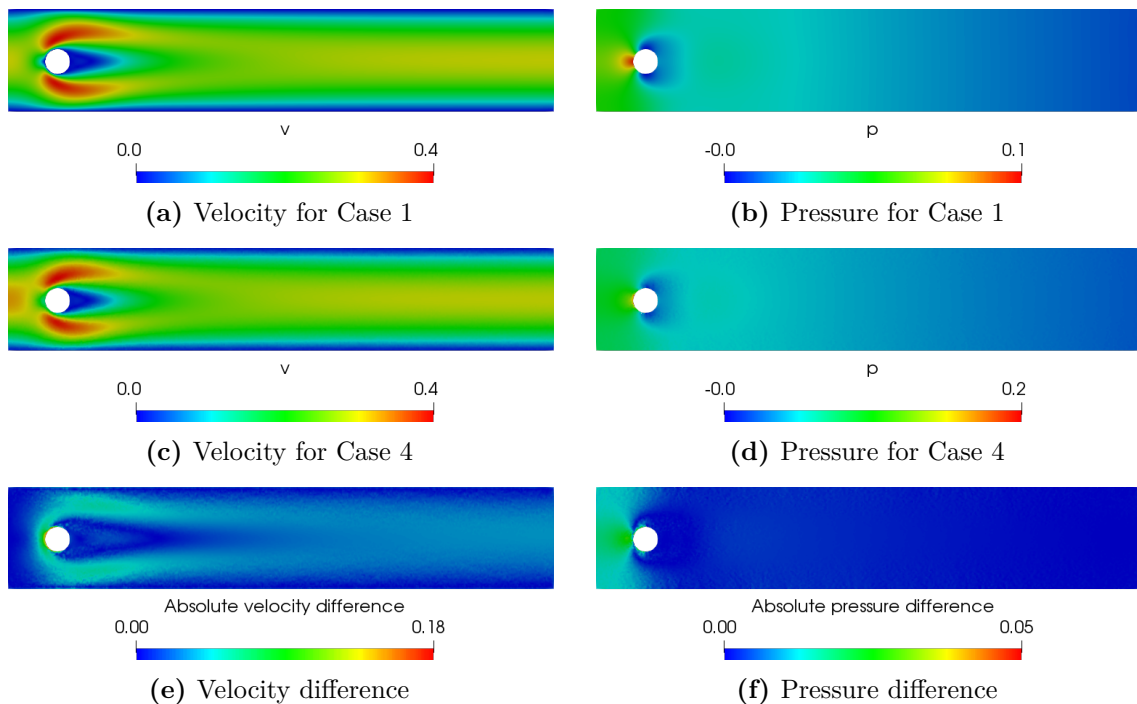 v
0.0 0.4
(a) Velocity for Case 1
p
-0.0 0.1
(b) Pressure for Case 1
v
0.0 0.4
(c) Velocity for Case 4
p
-0.0 0.2
(d) Pressure for Case 4
Absolute velocity difference
0.00 0.18
(e) Velocity difference
Absolute pressure difference
0.00 0.05
(f) Pressure difference